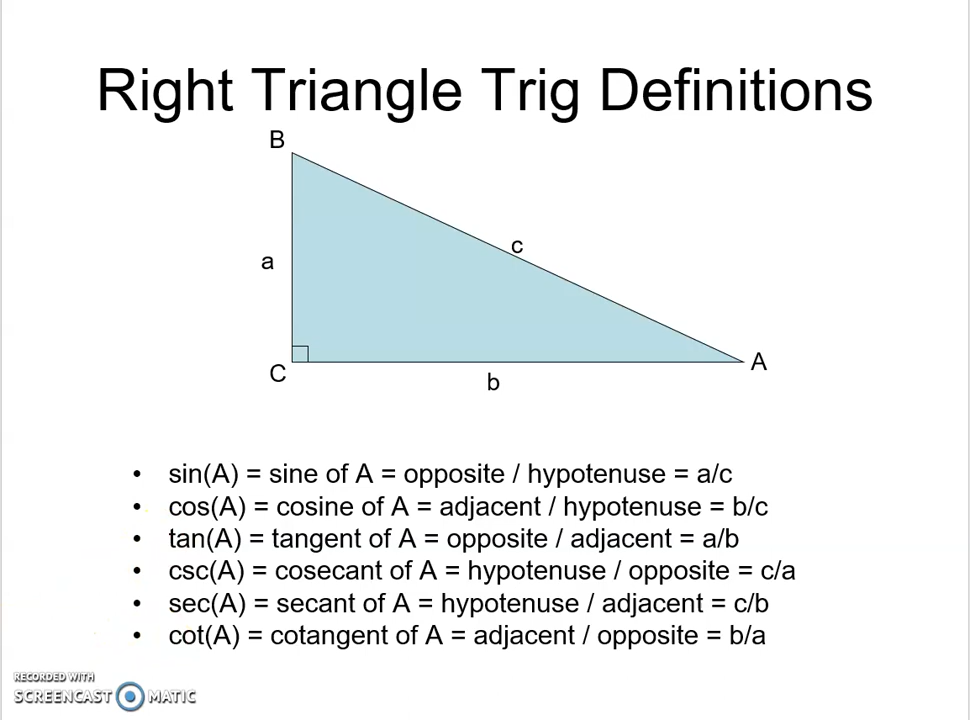 Right Triangle Trig Definitions
B
c
a
C
A
b
• sin(A) = sine of A = opposite / hypotenuse = a/c
• cos(A) = cosine of A = adjacent / hypotenuse = b/c
• tan(A) = tangent of A = opposite / adjacent = a/b
• csc(A) = cosecant of A = hypotenuse / opposite = c/a
• sec(A) = secant of A = hypotenuse / adjacent = c/b
• cot(A) = cotangent of A = adjacent / opposite = b/a
RECORDED WITH
SCREENCAST MATIC